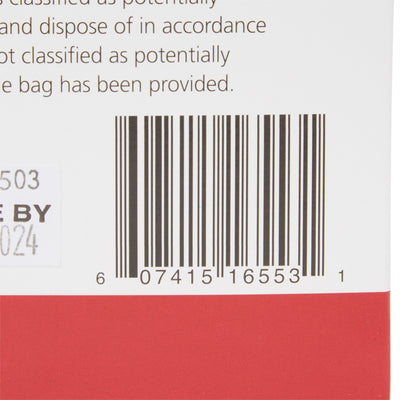 s classified as potentially
and dispose of in accordance
ot classified as potentially
e bag has been provided.
503
E BY
024
6 07415 16553 1